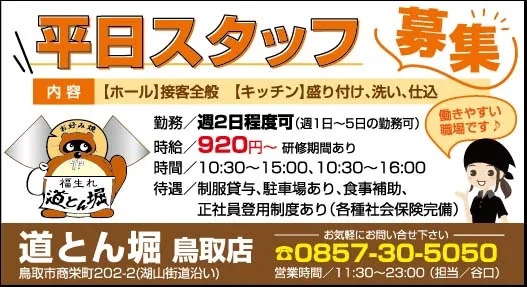 平日スタッフ 募集
内容 【ホール】接客全般 【キッチン】盛り付け、洗い、仕込
働きやすい
職場です♪
お好み焼
福生れ
道とん堀
勤務／週2日程度可(週1日〜5日の勤務可)
時給／920円〜 研修期間あり
時間／10:30〜15:00、10:30〜16:00
待遇／制服貸与、駐車場あり、食事補助、
正社員登用制度あり(各種社会保険完備)
道とん堀 鳥取店
鳥取市商栄町202-2(湖山街道沿い)
お気軽にお問い合せ下さい
☎0857-30-5050
営業時間／11:30〜23:00 (担当／谷口)